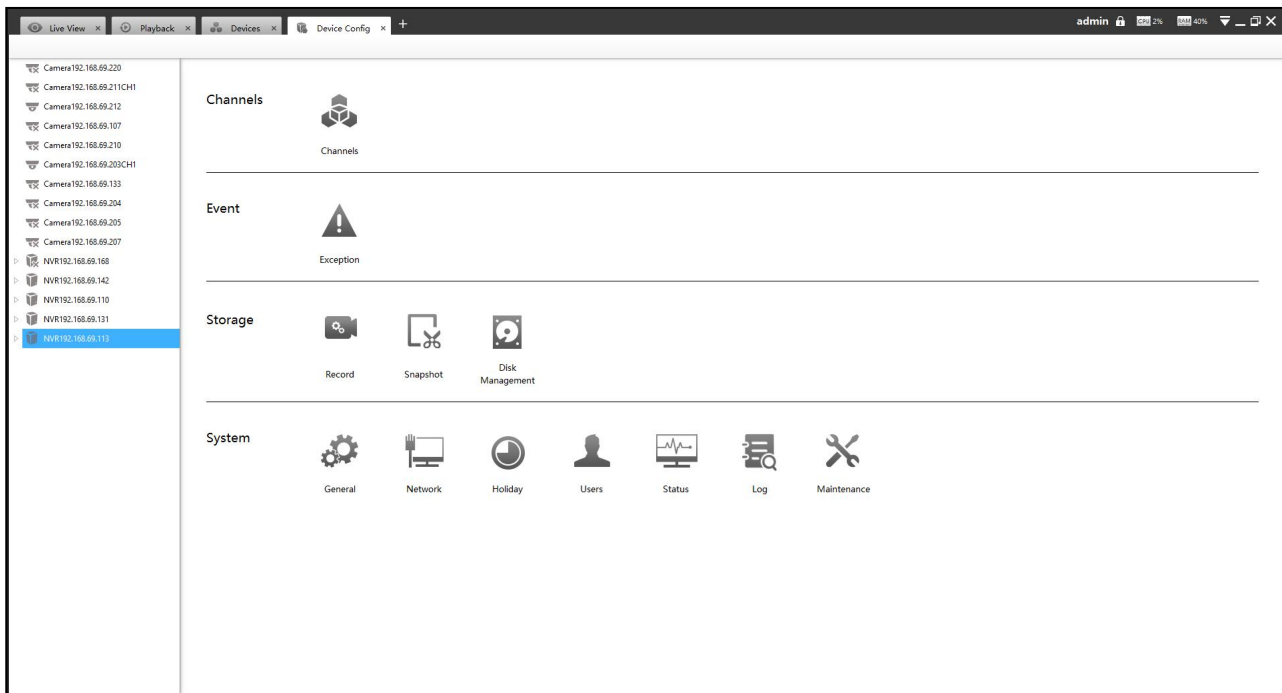 Live View × Playback × Devices × Device Config × +
admin CPU 2% RAM 40%
Camera192.168.69.220
Camera192.168.69.211CH1
Camera192.168.69.212
Camera192.168.69.107
Camera192.168.69.210
Camera192.168.69.203CH1
Camera192.168.69.133
Camera192.168.69.204
Camera192.168.69.205
Camera192.168.69.207
NVR192.168.69.168
NVR192.168.69.142
NVR192.168.69.110
NVR192.168.69.131
NVR192.168.69.113
Channels
Channels
Event
Exception
Storage
Record Snapshot Disk
Management
System
General Network Holiday Users Status Log Maintenance